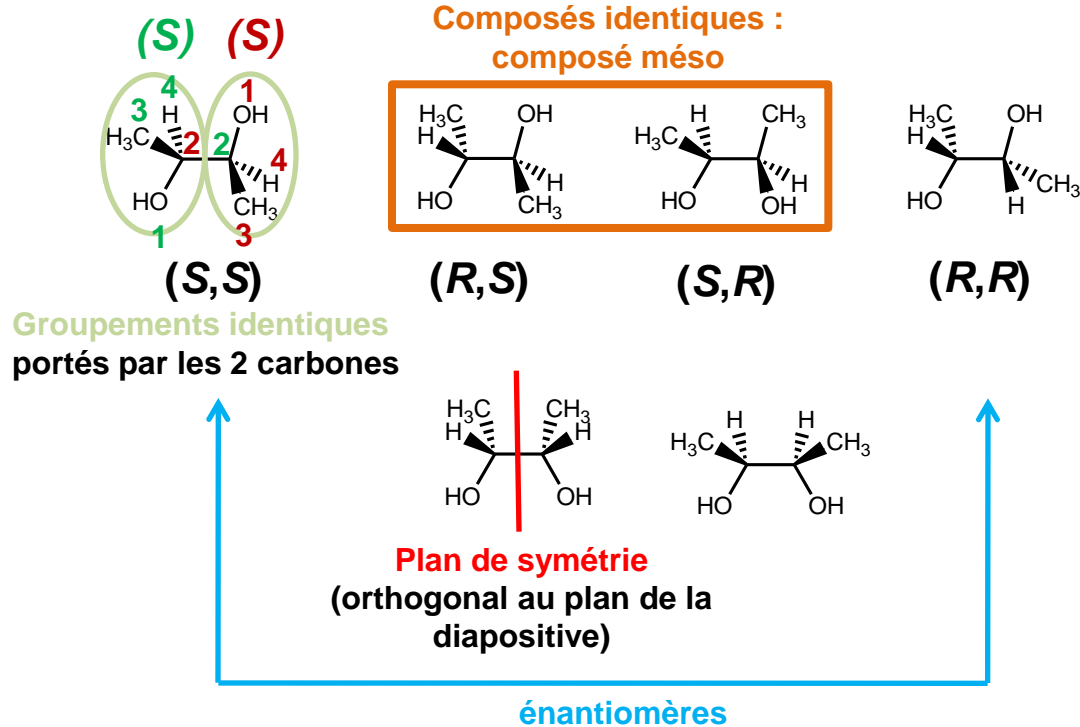 (S) (S)
Composés identiques :
composé méso
4 1
3 H OH
H3C 2 2
H 4
HO CH3
1 3
H3C OH
H
H
HO CH3
H CH3
H3C
H
HO OH
H3C OH
H
CH3
HO H
(S,S) (R,S) (S,R) (R,R)
Groupements identiques
portés par les 2 carbones
H3C CH3
H H
HO OH
H H
H3C CH3
HO OH
Plan de symétrie
(orthogonal au plan de la
diapositive)
énantiomères